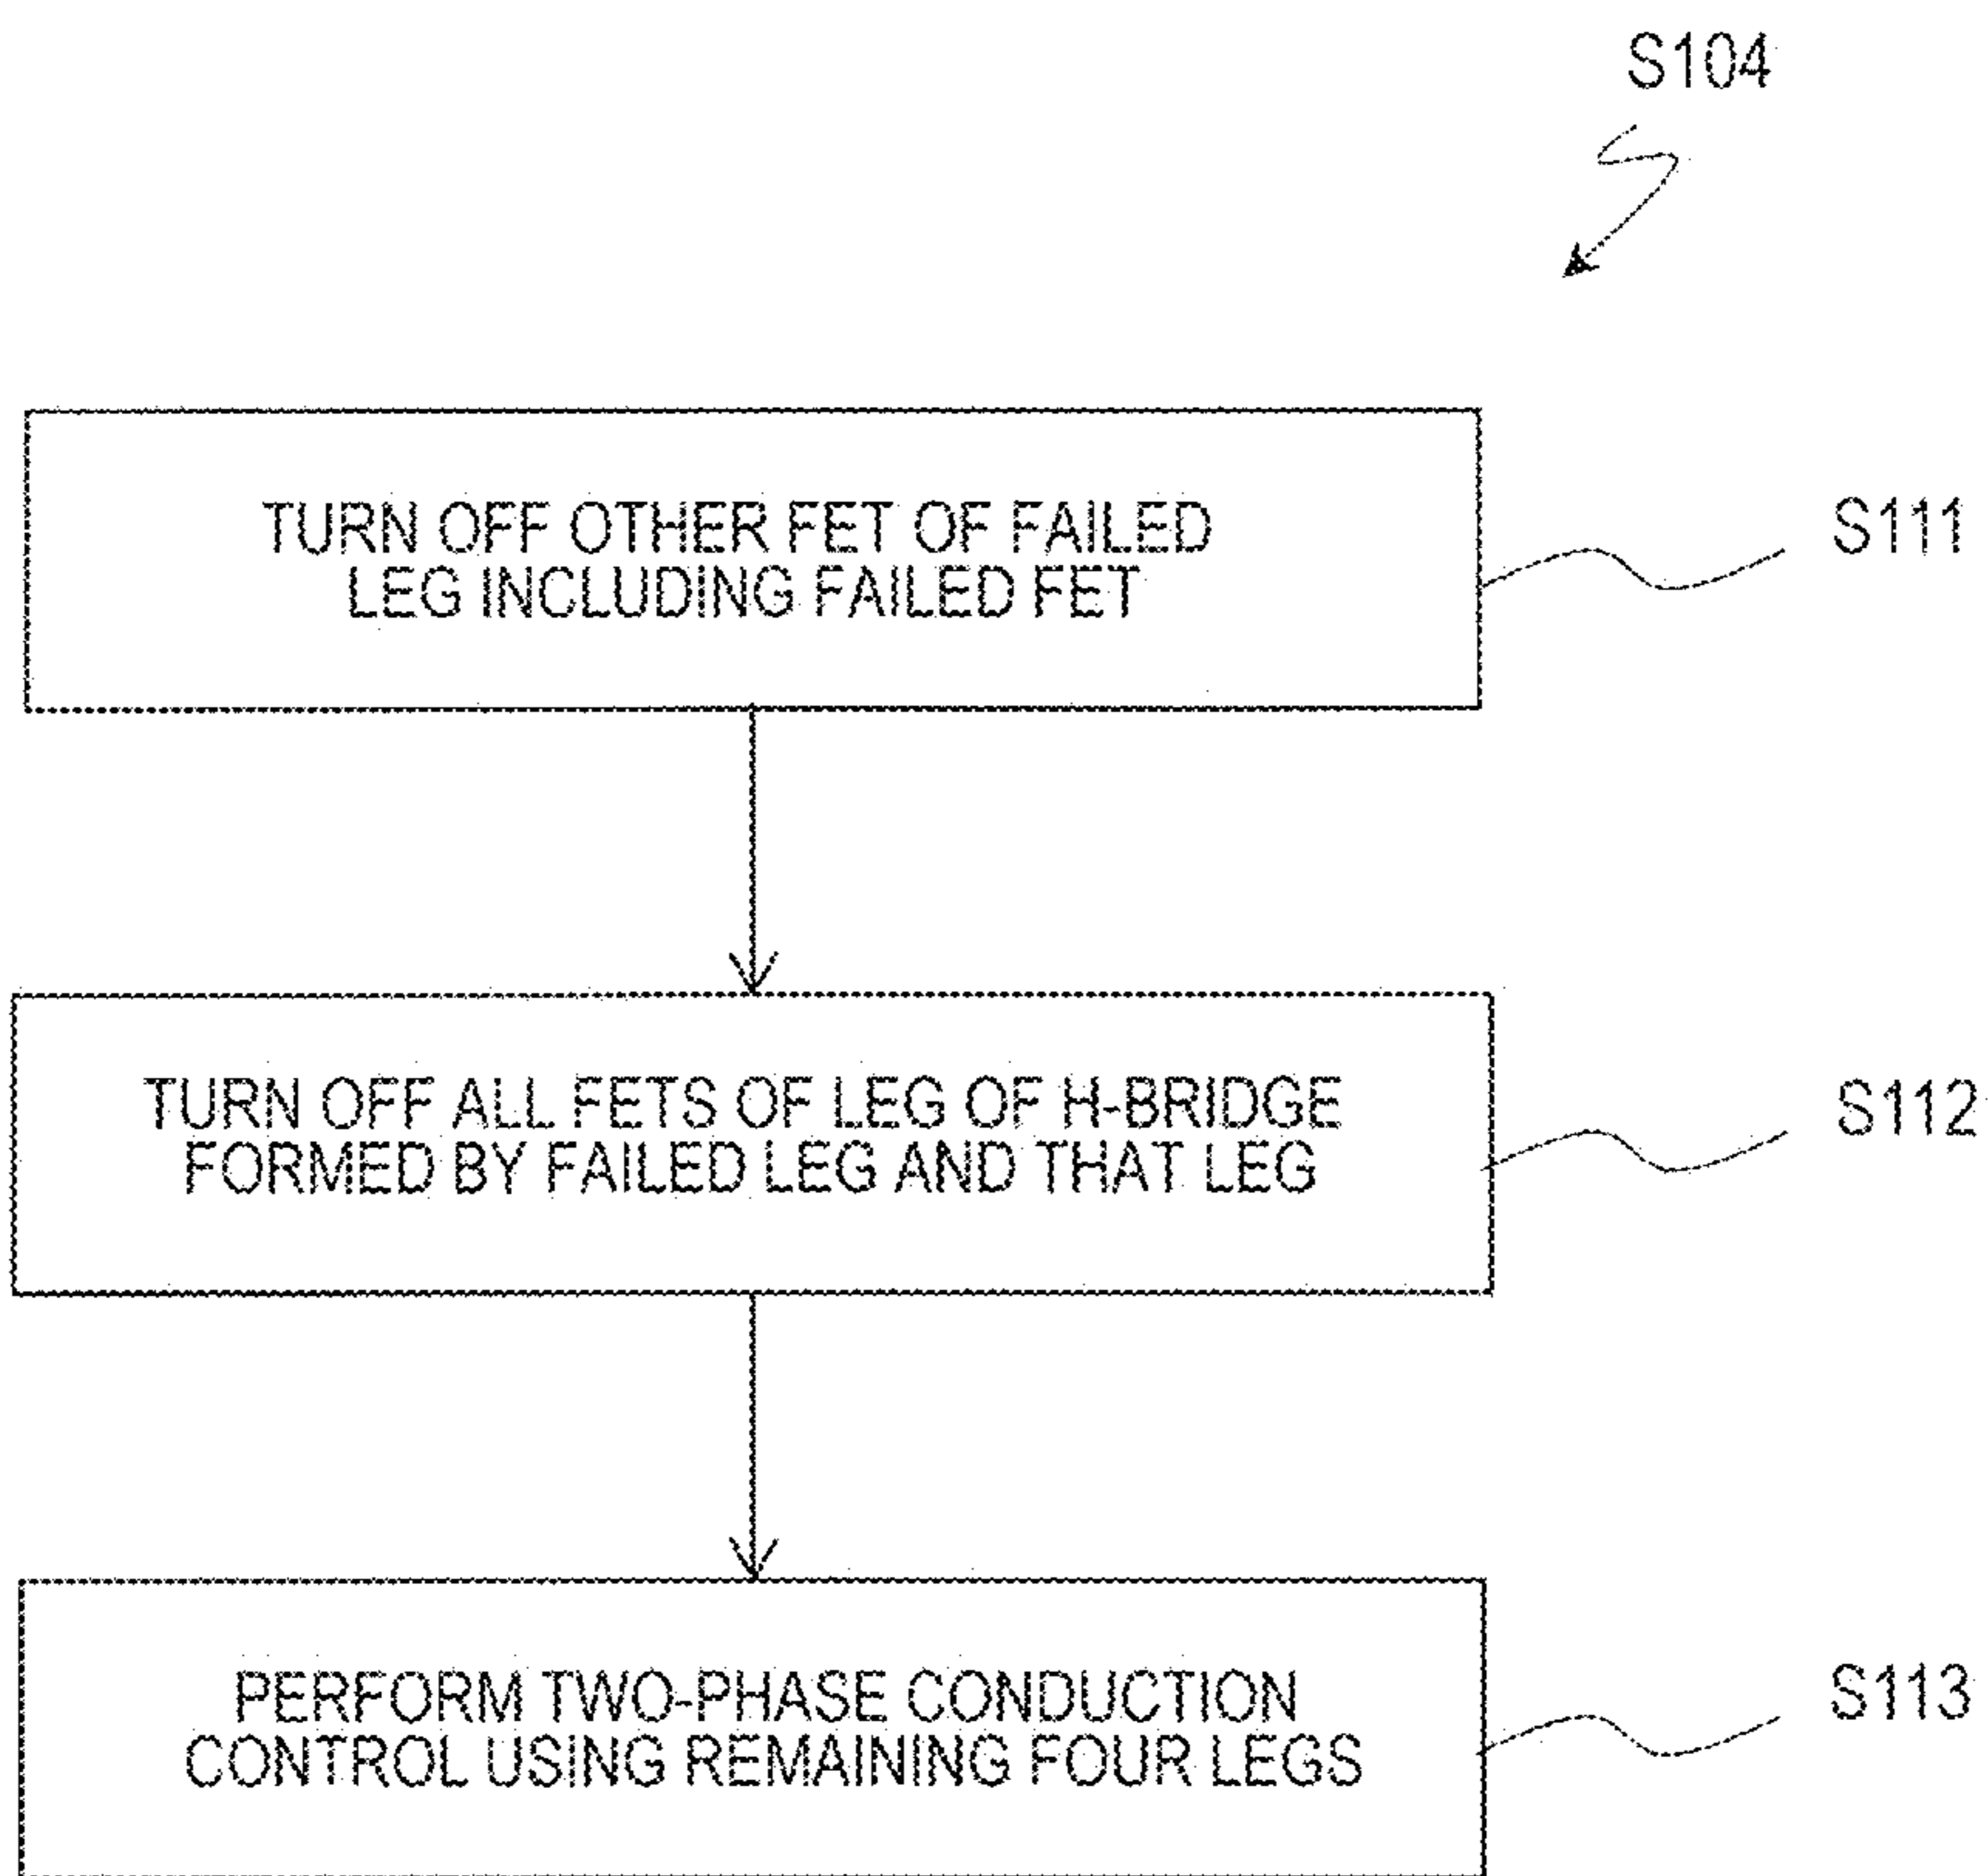 S104
TURN OFF OTHER FET OF FAILED
LEG INCLUDING FAILED FET
S111
TURN OFF ALL FETS OF LEG OF H-BRIDGE
FORMED BY FAILED LEG AND THAT LEG
S112
PERFORM TWO-PHASE CONDUCTION
CONTROL USING REMAINING FOUR LEGS
S113